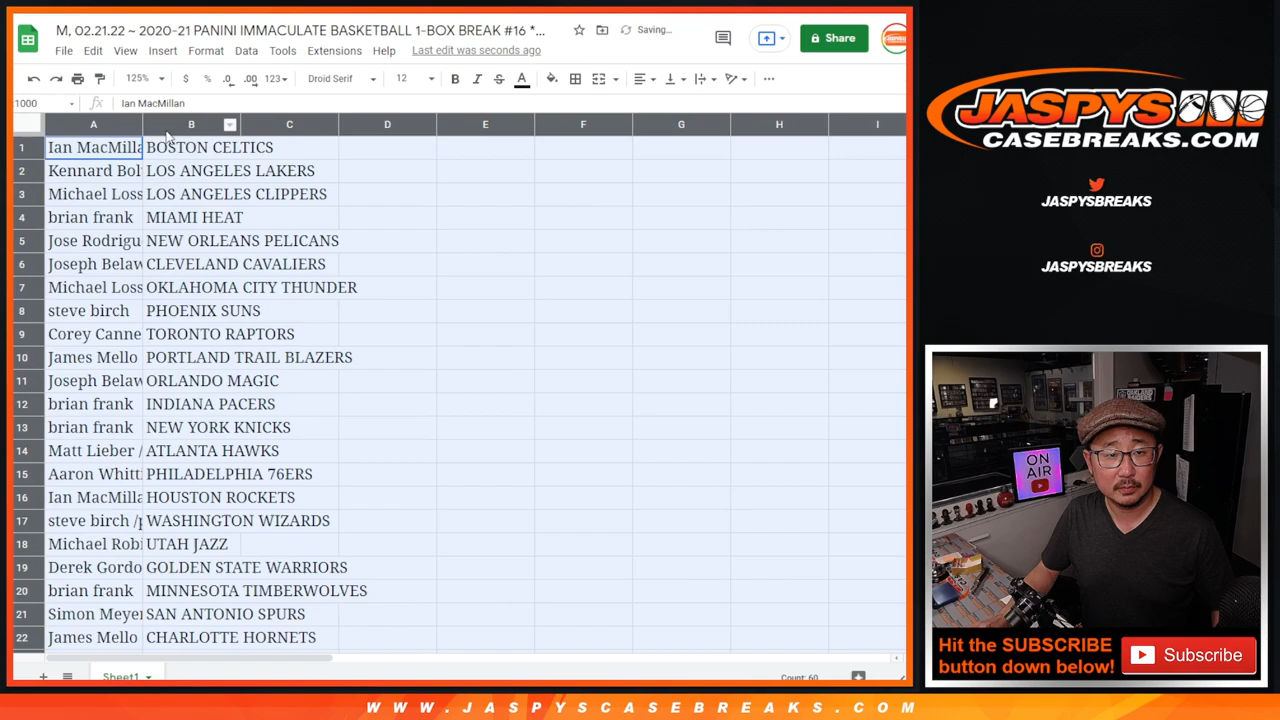 M, 02.21.22 ~ 2020-21 PANINI IMMACULATE BASKETBALL 1-BOX BREAK #16 *...
Saving...
File Edit View Insert Format Data Tools Extensions Help Last edit was seconds ago
Share
125% $ % .0 .00 123 Droid Serif 12 B I S A
1000 fx Ian MacMillan
A B C D E F G H I
1 Ian MacMilla BOSTON CELTICS
2 Kennard Bol LOS ANGELES LAKERS
3 Michael Loss LOS ANGELES CLIPPERS
4 brian frank MIAMI HEAT
5 Jose Rodrigu NEW ORLEANS PELICANS
6 Joseph Belaw CLEVELAND CAVALIERS
7 Michael Loss OKLAHOMA CITY THUNDER
8 steve birch PHOENIX SUNS
9 Corey Canne TORONTO RAPTORS
10 James Mello PORTLAND TRAIL BLAZERS
11 Joseph Belaw ORLANDO MAGIC
12 brian frank INDIANA PACERS
13 brian frank NEW YORK KNICKS
14 Matt Lieber / ATLANTA HAWKS
15 Aaron Whitt PHILADELPHIA 76ERS
16 Ian MacMilla HOUSTON ROCKETS
17 steve birch /p WASHINGTON WIZARDS
18 Michael Robi UTAH JAZZ
19 Derek Gordo GOLDEN STATE WARRIORS
20 brian frank MINNESOTA TIMBERWOLVES
21 Simon Meyer SAN ANTONIO SPURS
22 James Mello CHARLOTTE HORNETS
Sheet1
Count: 60
JASPYS
CASEBREAKS.COM
JASPYSBREAKS
JASPYSBREAKS
ON
AIR
Hit the SUBSCRIBE
button down below!
Subscribe
WWW.JASPYSCASEBREAKS.COM